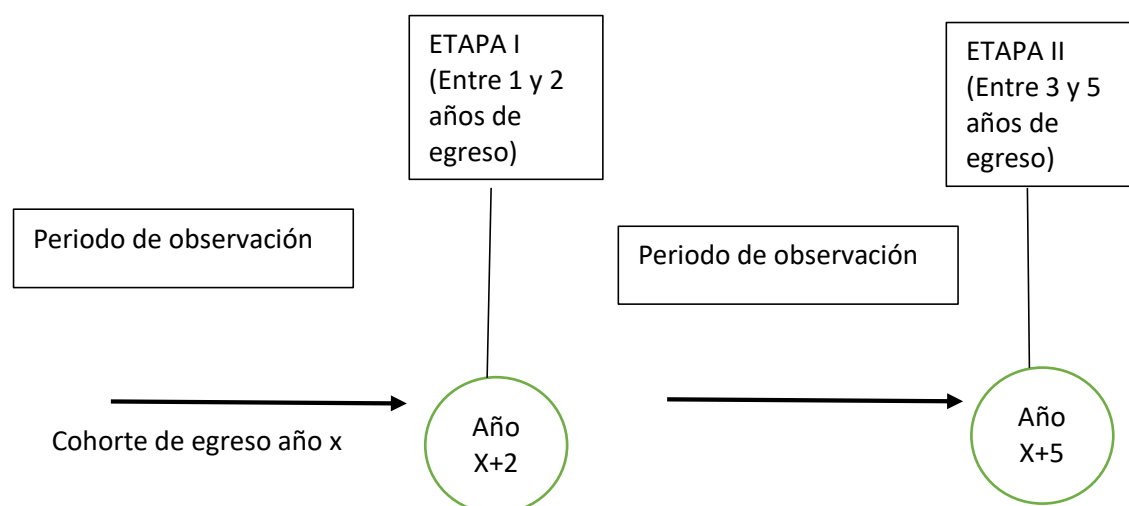 ETAPA I
(Entre 1 y 2
años de
egreso)
ETAPA II
(Entre 3 y 5
años de
egreso)
Periodo de observación
Periodo de observación
Cohorte de egreso año x
Año
X+2
Año
X+5